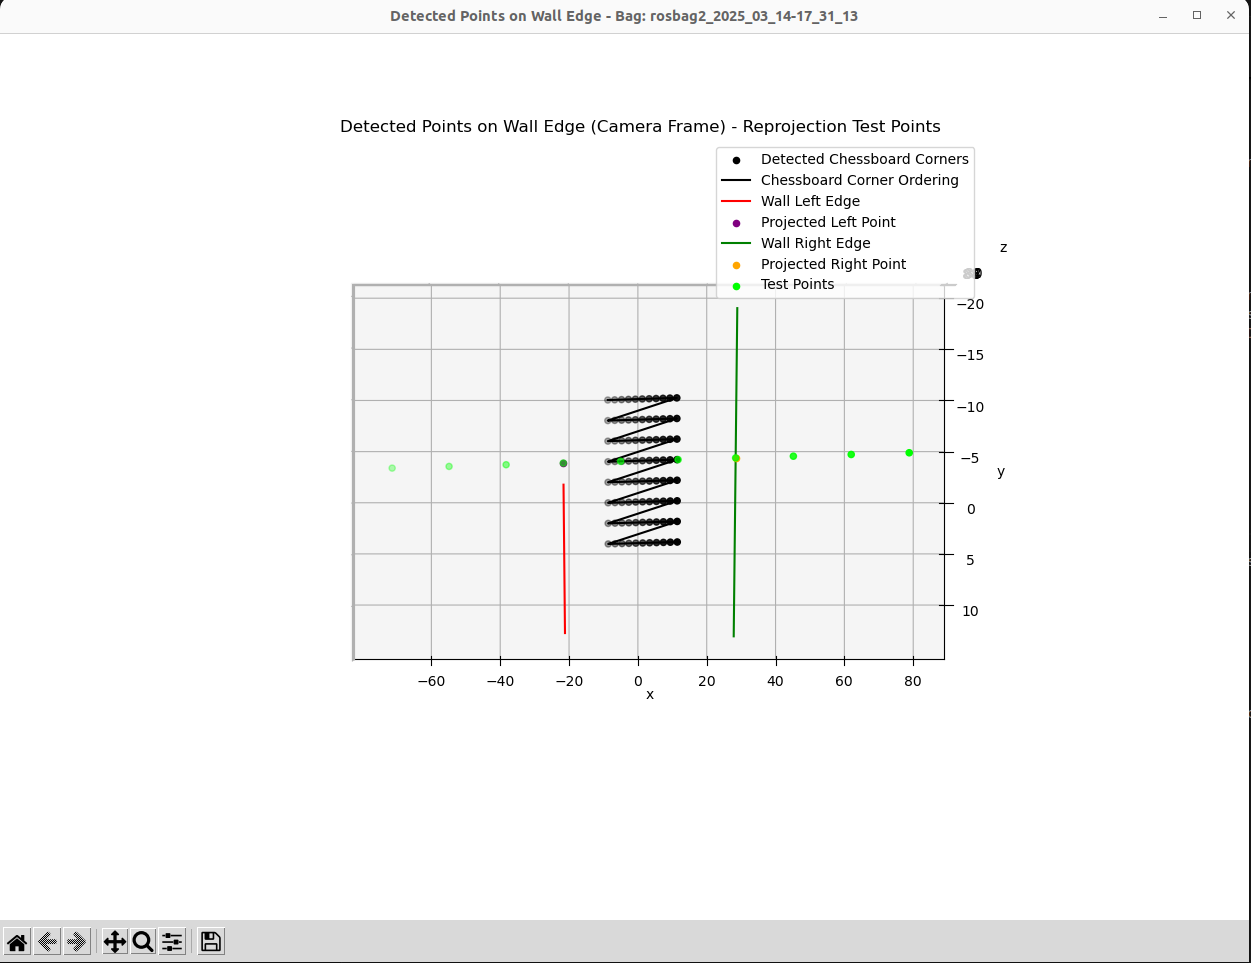 Detected Points on Wall Edge - Bag: rosbag2_2025_03_14-17_31_13
Detected Points on Wall Edge (Camera Frame) - Reprojection Test Points
Detected Chessboard Corners
Chessboard Corner Ordering
Wall Left Edge
Projected Left Point
Wall Right Edge
Projected Right Point
Test Points
z
−20
−15
−10
−5
y
0
5
10
−60
−40
−20
0
20
40
60
80
x